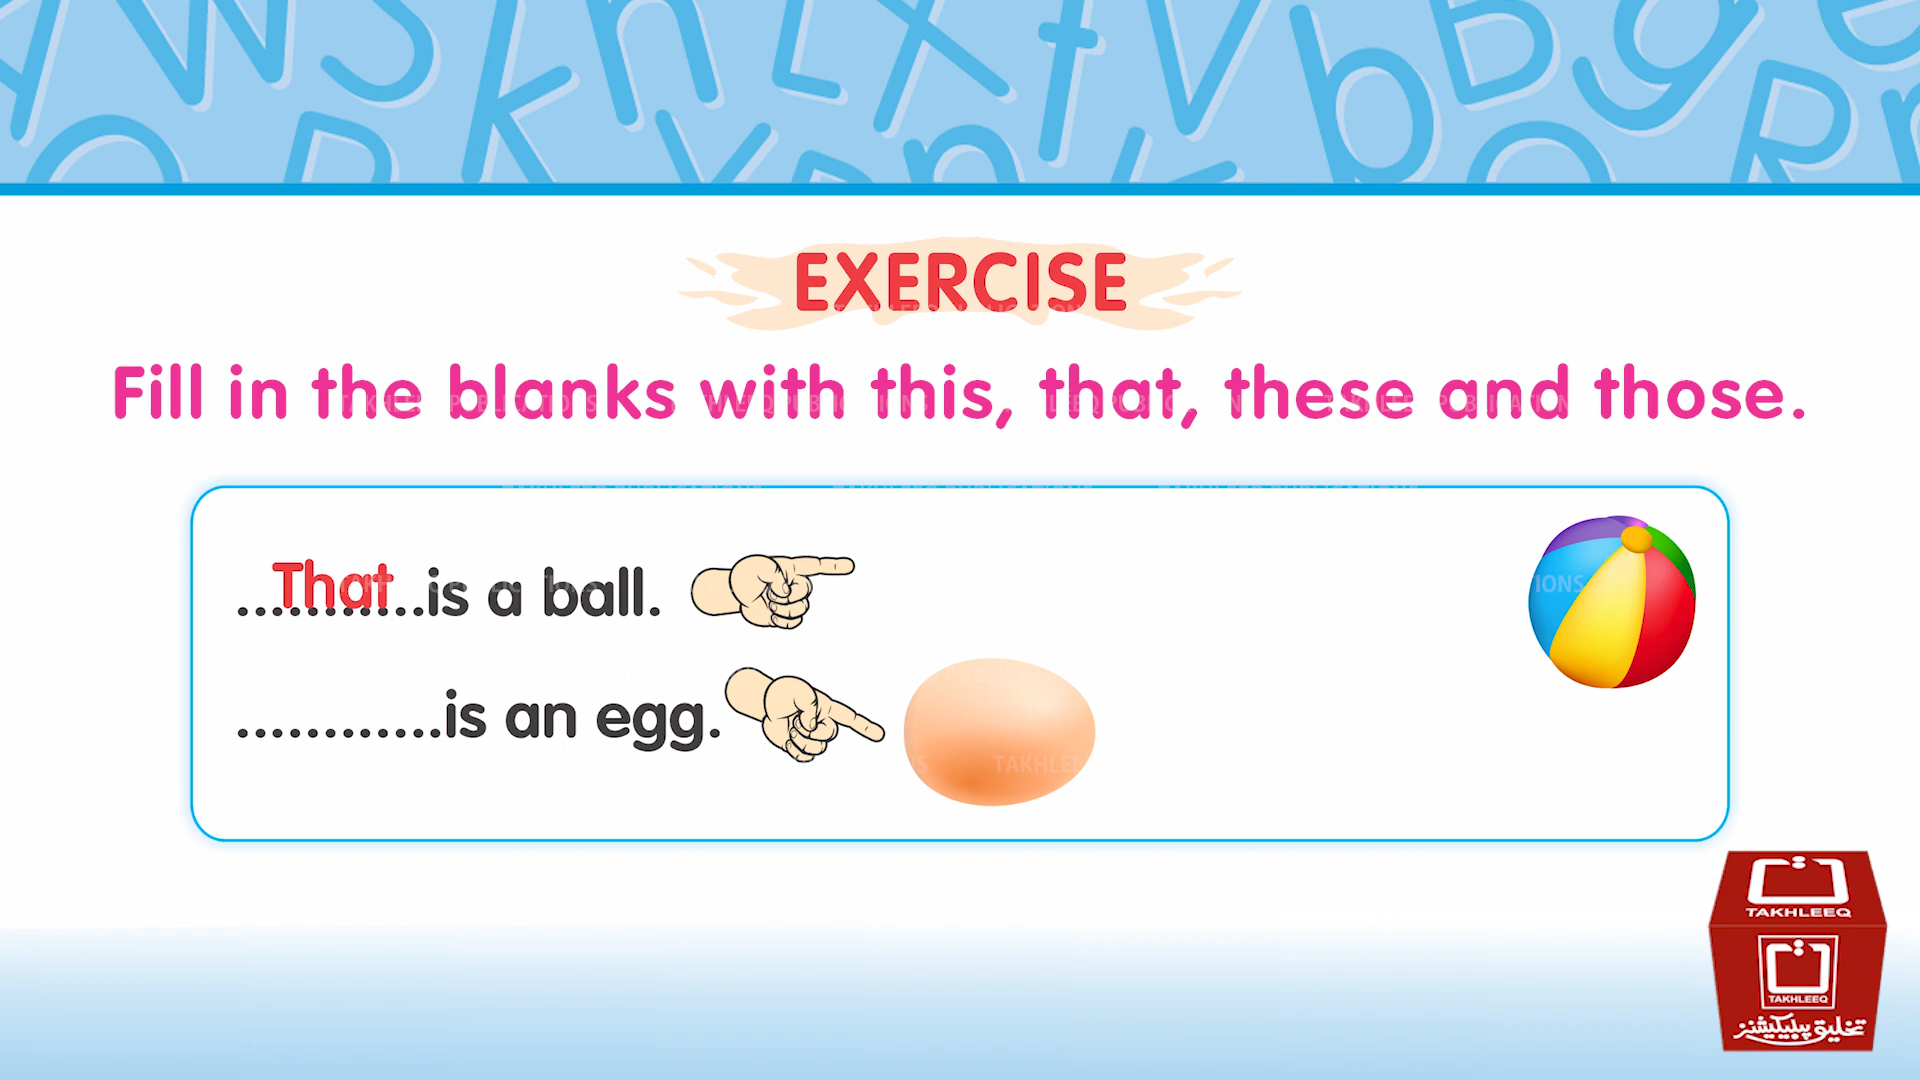 EXERCISE
Fill in the blanks with this, that, these and those.
That
............is a ball.
............is an egg.
TAKHLEEQ
TAKHLEEQ
تخلیق پبلیکیشنز